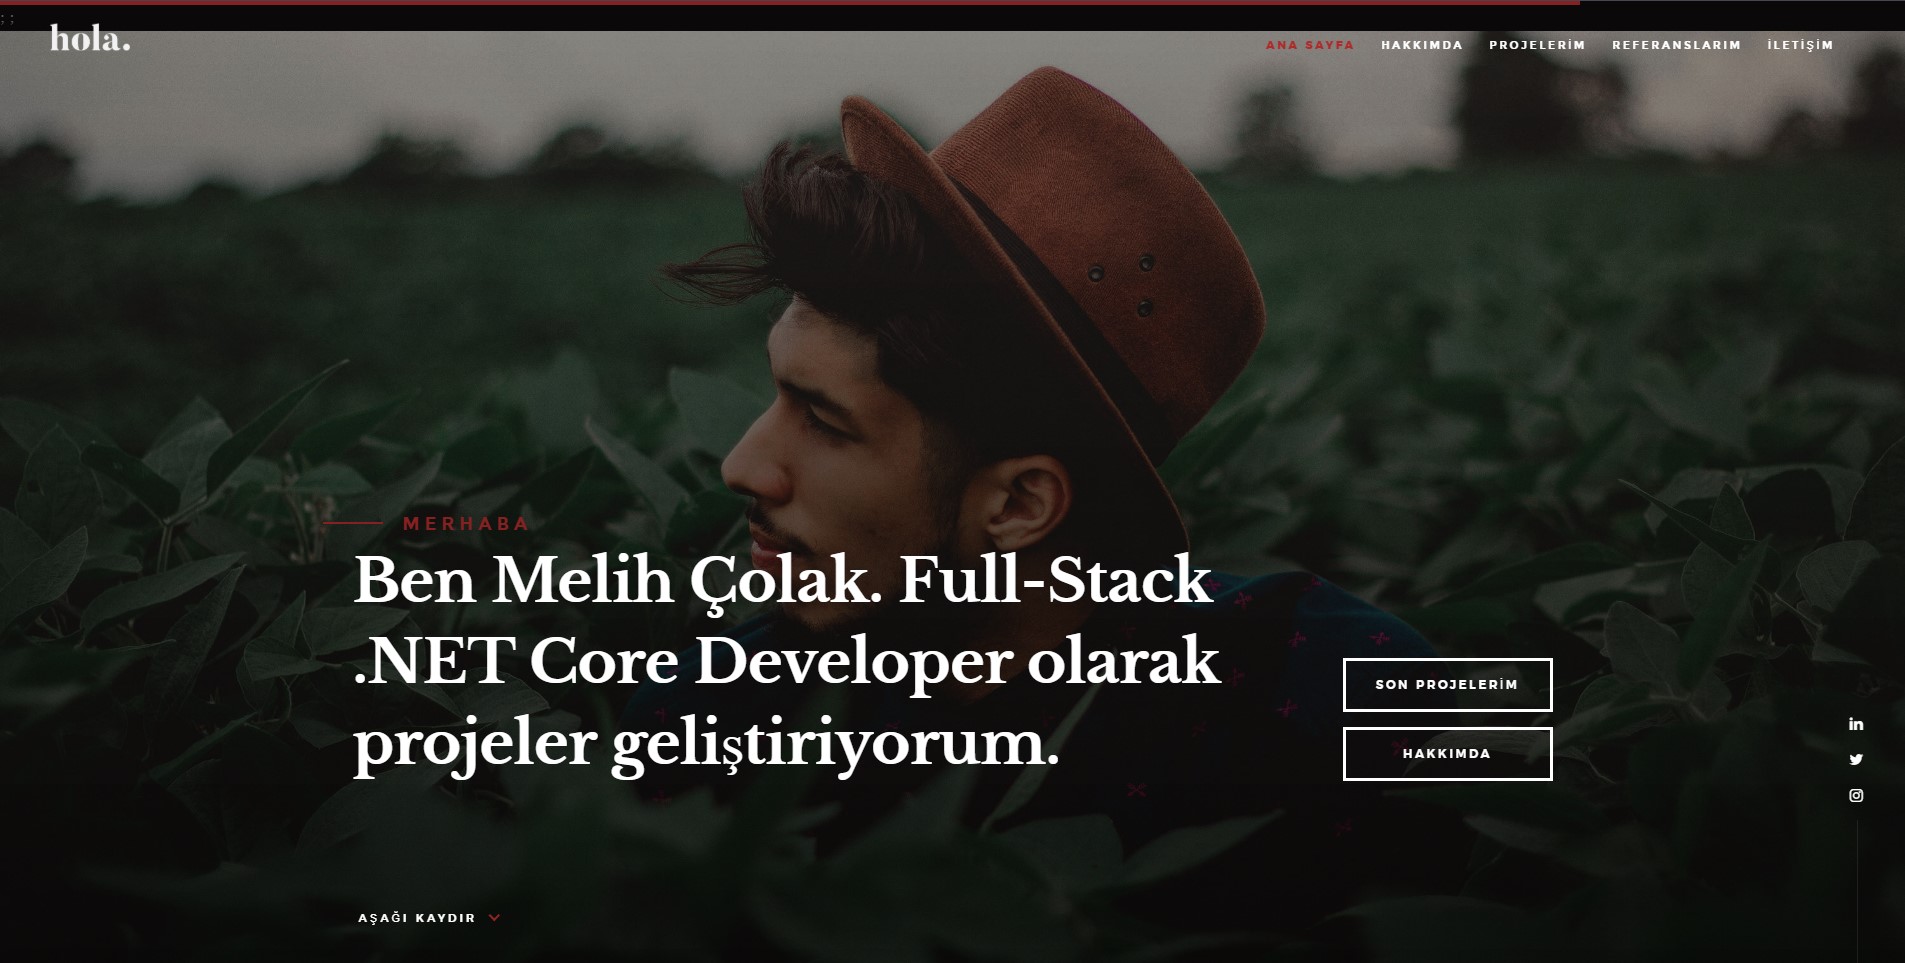 ; ;
hola.
ANA SAYFA HAKKIMDA PROJELERİM REFERANSLARIM İLETİŞİM
MERHABA
Ben Melih Çolak. Full-Stack
.NET Core Developer olarak
projeler geliştiriyorum.
SON PROJELERİM
HAKKIMDA
in
AŞAĞI KAYDIR